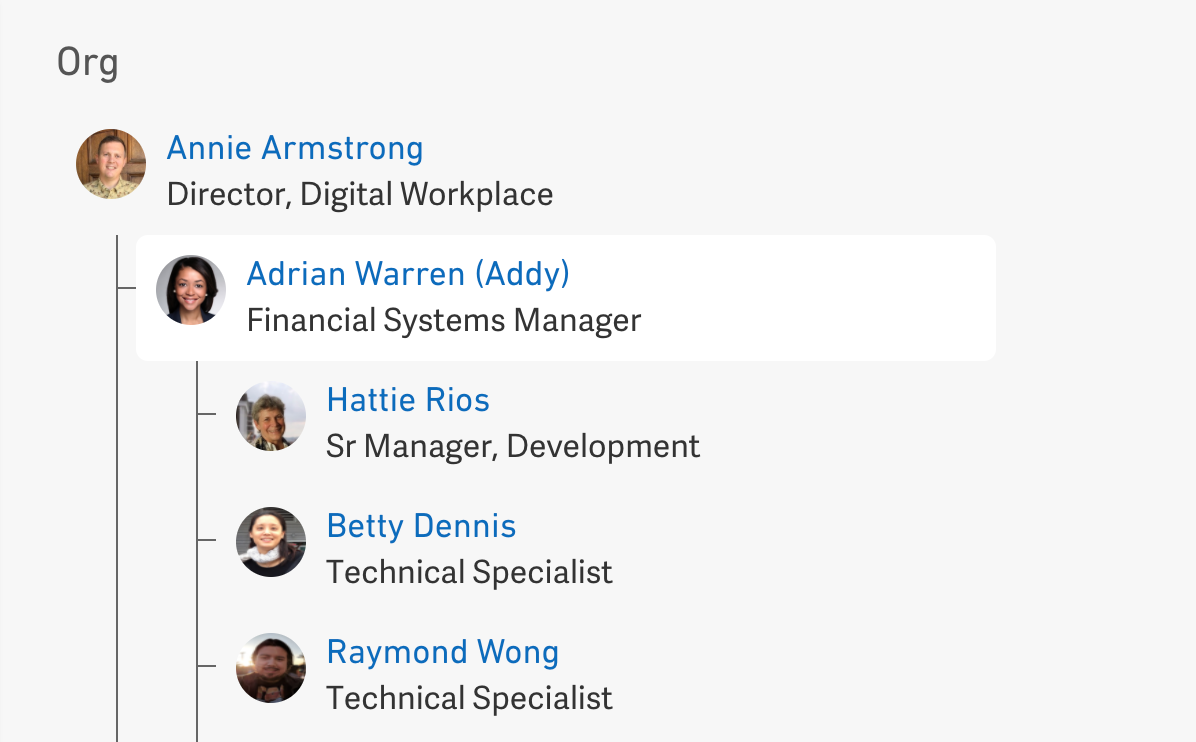 Org
Annie Armstrong
Director, Digital Workplace
Adrian Warren (Addy)
Financial Systems Manager
Hattie Rios
Sr Manager, Development
Betty Dennis
Technical Specialist
Raymond Wong
Technical Specialist